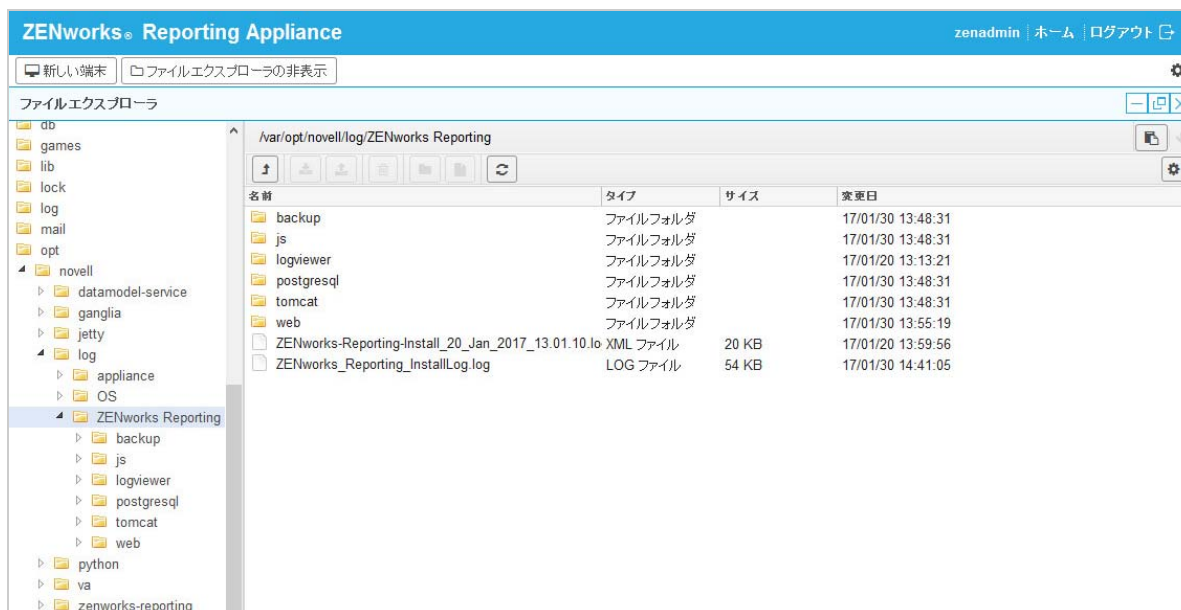 ZENworks® Reporting Appliance
zenadmin ホーム ログアウト
新しい端末 ファイルエクスプローラの非表示
ファイルエクスプローラ
db
games
lib
lock
log
mail
opt
novell
datamodel-service
ganglia
jetty
log
appliance
OS
ZENworks Reporting
backup
js
logviewer
postgresql
tomcat
web
python
va
zenworks-reporting
/var/opt/novell/log/ZENworks Reporting
名前 タイプ サイズ 変更日
backup ファイルフォルダ 17/01/30 13:48:31
js ファイルフォルダ 17/01/30 13:48:31
logviewer ファイルフォルダ 17/01/20 13:13:21
postgresql ファイルフォルダ 17/01/30 13:48:31
tomcat ファイルフォルダ 17/01/30 13:48:31
web ファイルフォルダ 17/01/30 13:55:19
ZENworks-Reporting-Install_20_Jan_2017_13.01.10.lo XML ファイル 20 KB 17/01/20 13:59:56
ZENworks_Reporting_InstallLog.log LOG ファイル 54 KB 17/01/30 14:41:05